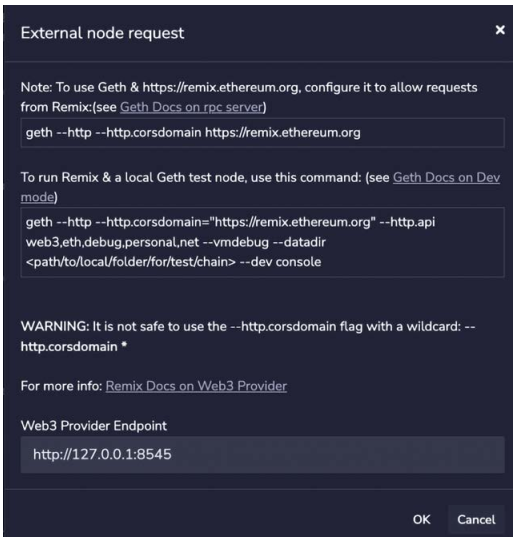 External node request
×
Note: To use Geth & https://remix.ethereum.org, configure it to allow requests
from Remix:(see Geth Docs on rpc server)
geth --http --http.corsdomain https://remix.ethereum.org
To run Remix & a local Geth test node, use this command: (see Geth Docs on Dev
mode)
geth --http --http.corsdomain="https://remix.ethereum.org" --http.api
web3,eth,debug,personal,net --vmdebug --datadir
<path/to/local/folder/for/test/chain> --dev console
WARNING: It is not safe to use the --http.corsdomain flag with a wildcard: --
http.corsdomain *
For more info: Remix Docs on Web3 Provider
Web3 Provider Endpoint
http://127.0.0.1:8545
OK Cancel